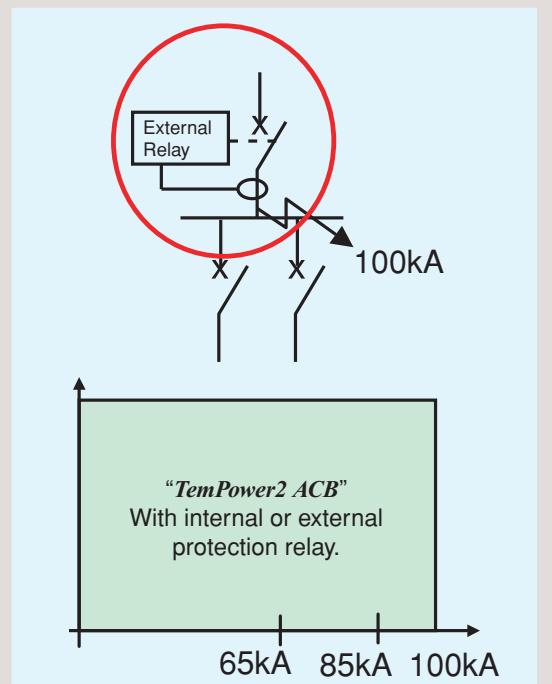 External
Relay
100kA
“TemPower2 ACB”
With internal or external
protection relay.
65kA 85kA 100kA